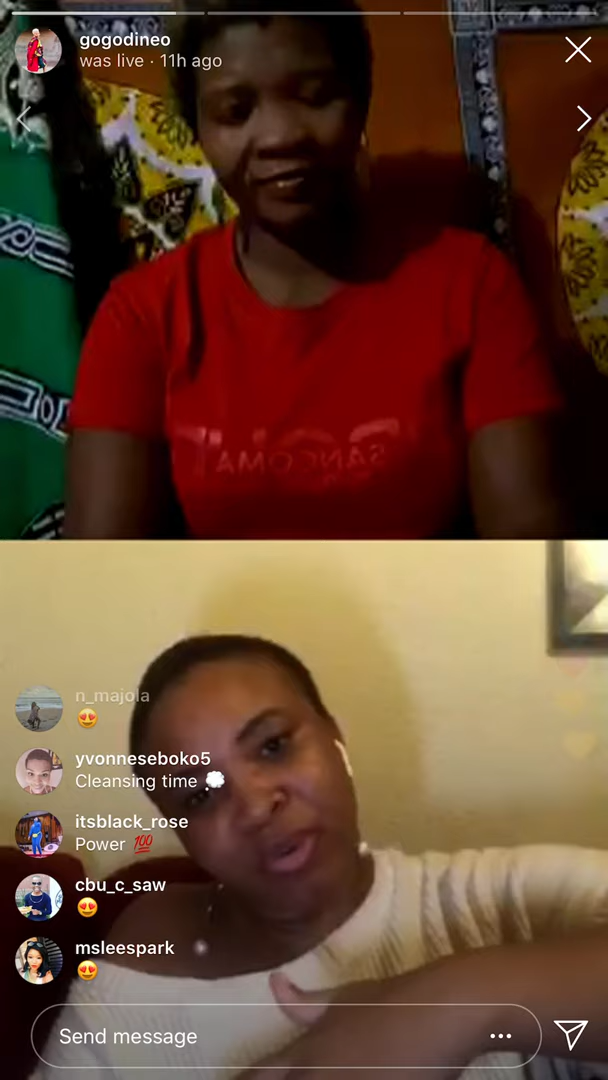 gogodineo
was live · 11h ago
SANGOMA
n_majola
😍
yvonneseboko5
Cleansing time 💭
itsblack_rose
Power 💯
cbu_c_saw
😍
msleespark
😍
Send message